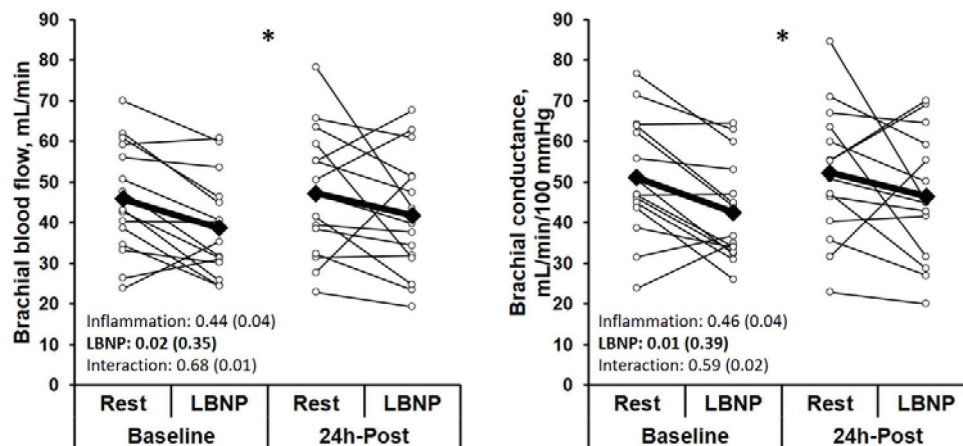 Brachial blood flow, mL/min
90
80
70
60
50
40
30
20
10
0
*
Inflammation: 0.44 (0.04)
LBNP: 0.02 (0.35)
Interaction: 0.68 (0.01)
Rest LBNP Rest LBNP
Baseline 24h-Post
Brachial conductance,
mL/min/100 mmHg
90
80
70
60
50
40
30
20
10
0
*
Inflammation: 0.46 (0.04)
LBNP: 0.01 (0.39)
Interaction: 0.59 (0.02)
Rest LBNP Rest LBNP
Baseline 24h-Post